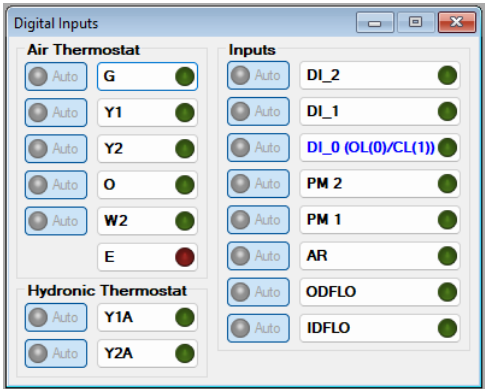 Digital Inputs
Air Thermostat
Auto G
Auto Y1
Auto Y2
Auto O
Auto W2
E
Hydronic Thermostat
Auto Y1A
Auto Y2A
Inputs
Auto DI_2
Auto DI_1
Auto DI_0 (OL(0)/CL(1))
Auto PM 2
Auto PM 1
Auto AR
Auto ODFLO
Auto IDFLO